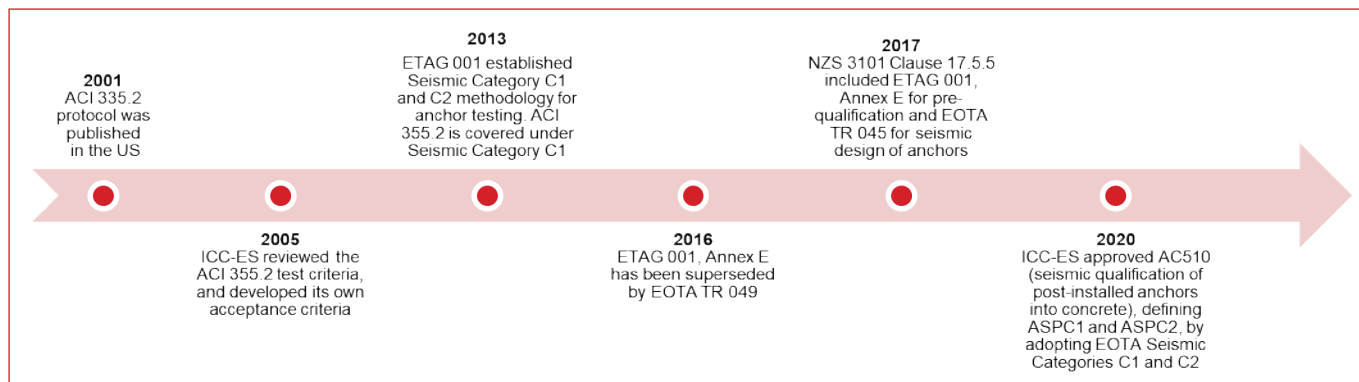 2001
ACI 335.2
protocol was
published
in the US
2005
ICC-ES reviewed the
ACI 355.2 test criteria,
and developed its own
acceptance criteria
2013
ETAG 001 established
Seismic Category C1
and C2 methodology for
anchor testing. ACI
355.2 is covered under
Seismic Category C1
2016
ETAG 001, Annex E
has been superseded
by EOTA TR 049
2017
NZS 3101 Clause 17.5.5
included ETAG 001,
Annex E for pre-
qualification and EOTA
TR 045 for seismic
design of anchors
2020
ICC-ES approved AC510
(seismic qualification of
post-installed anchors
into concrete), defining
ASPC1 and ASPC2, by
adopting EOTA Seismic
Categories C1 and C2